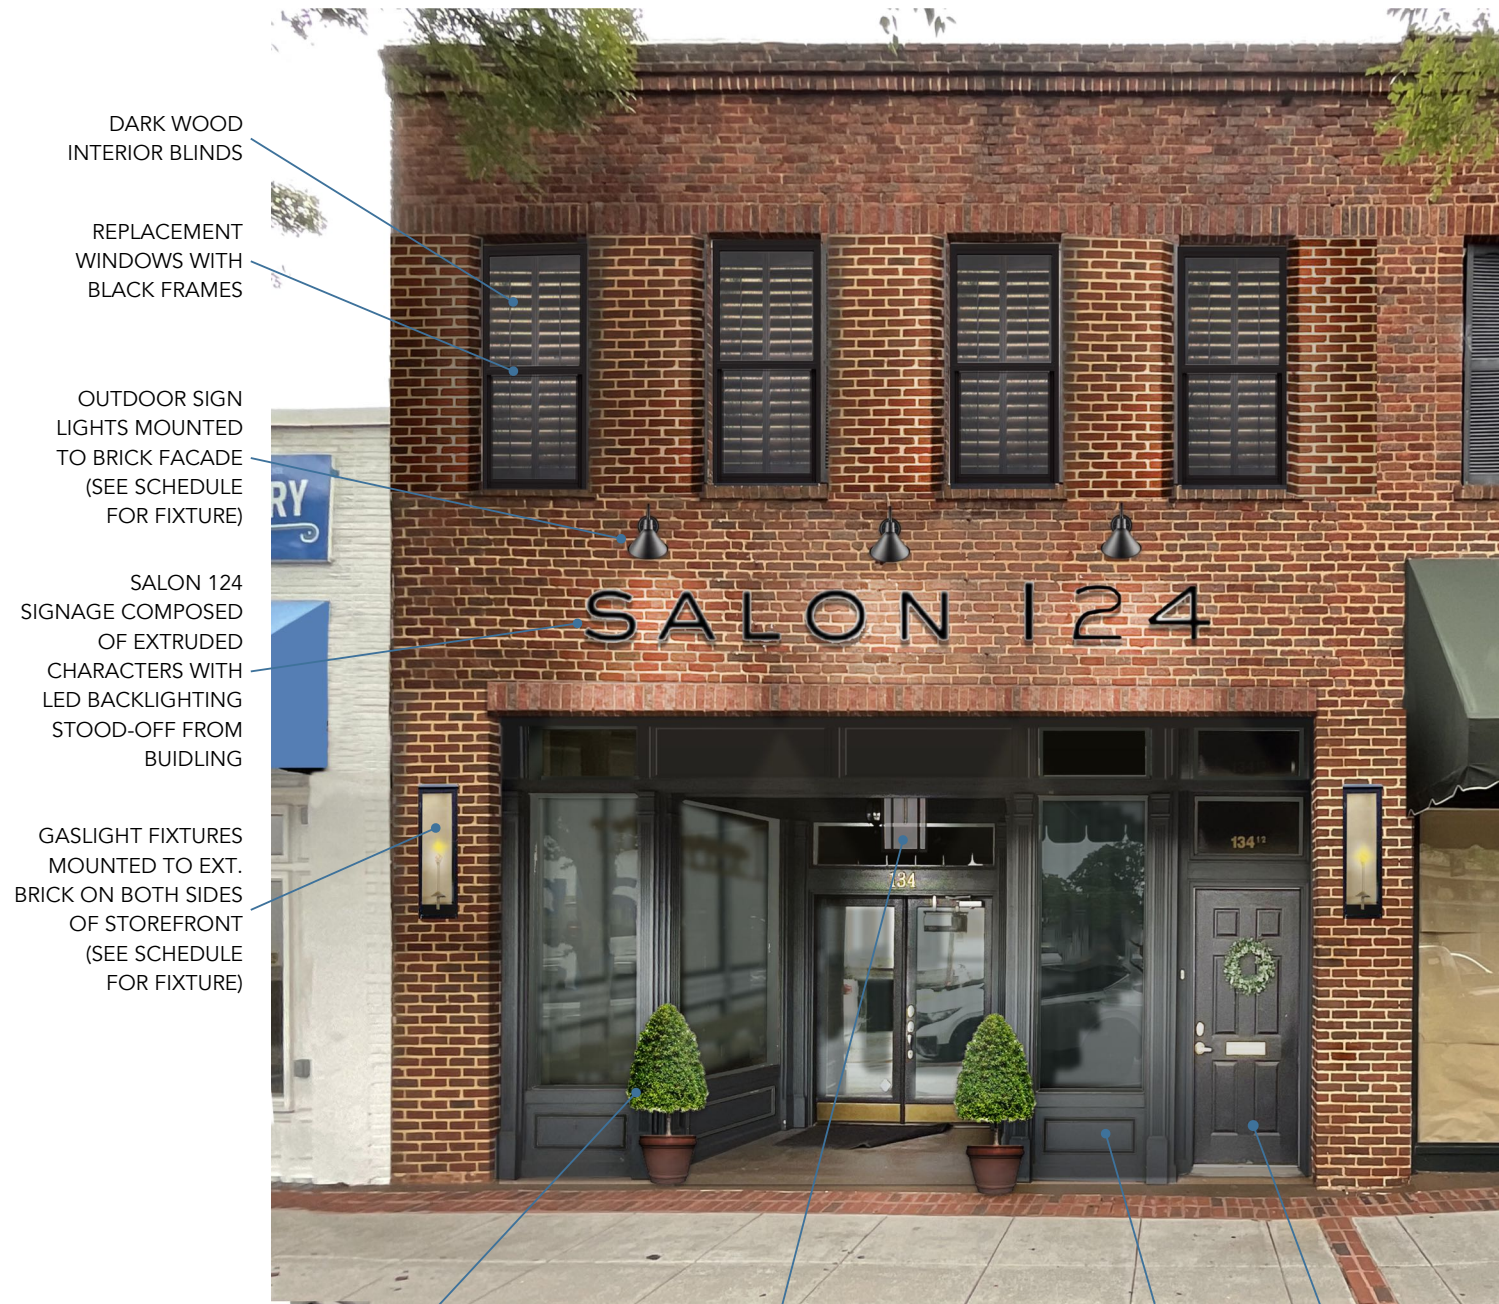 DARK WOOD
INTERIOR BLINDS
REPLACEMENT
WINDOWS WITH
BLACK FRAMES
OUTDOOR SIGN
LIGHTS MOUNTED
TO BRICK FACADE
(SEE SCHEDULE
FOR FIXTURE)
RY
SALON 124
SIGNAGE COMPOSED
OF EXTRUDED
CHARACTERS WITH
LED BACKLIGHTING
STOOD-OFF FROM
BUIDLING
SALON 124
GASLIGHT FIXTURES
MOUNTED TO EXT.
BRICK ON BOTH SIDES
OF STOREFRONT
(SEE SCHEDULE
FOR FIXTURE)
134